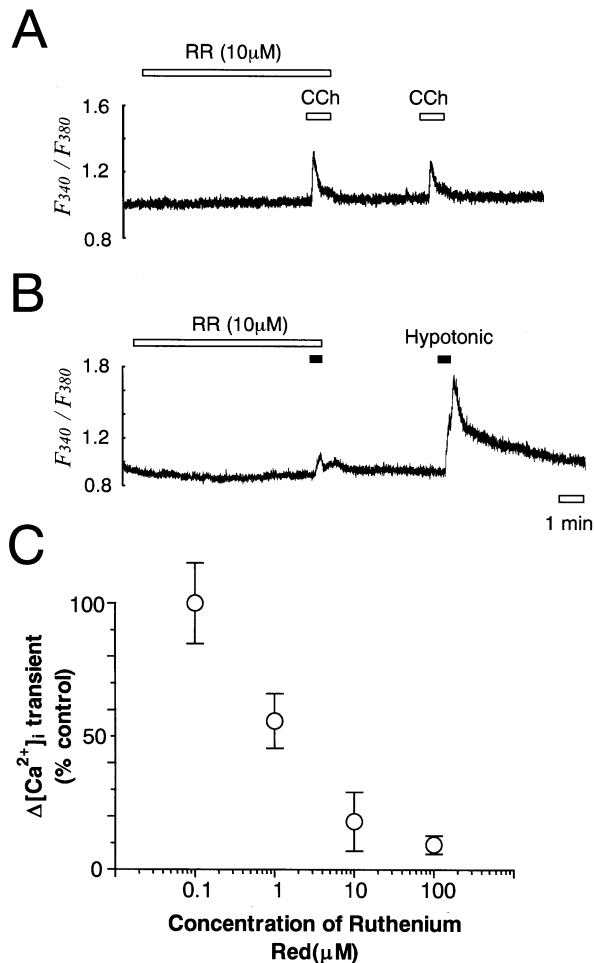 A
RR (10μM)
CCh CCh
1.6
1.2
0.8
F340 / F380
B
RR (10μM)
Hypotonic
1.8
1.2
0.8
F340 / F380
1 min
C
100
50
0
Δ[Ca2+]i transient
(% control)
0.1 1 10 100
Concentration of Ruthenium
Red(μM)